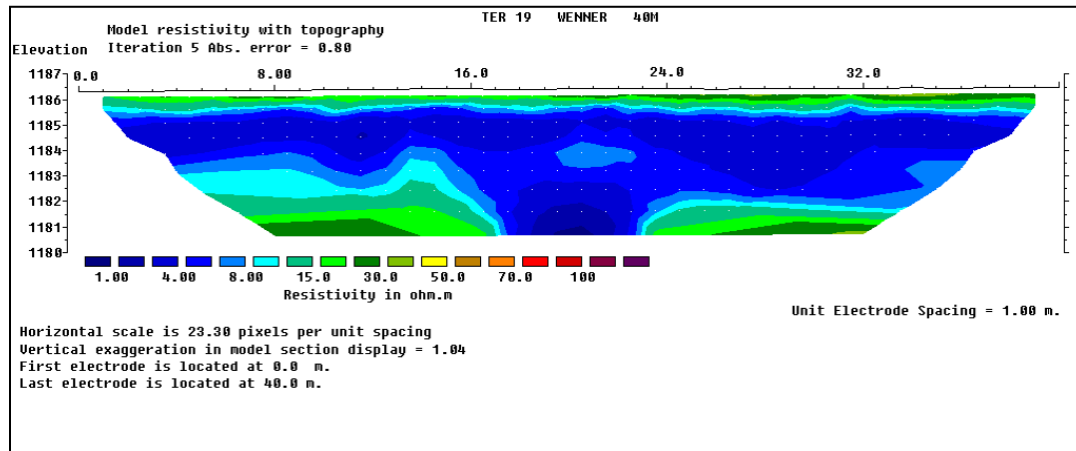 TER 19 WENNER 40M
Model resistivity with topography
Iteration 5 Abs. error = 0.80
Elevation
0.0 8.00 16.0 24.0 32.0
1187
1186
1185
1184
1183
1182
1181
1180
1.00 4.00 8.00 15.0 30.0 50.0 70.0 100
Resistivity in ohm.m
Unit Electrode Spacing = 1.00 m.
Horizontal scale is 23.30 pixels per unit spacing
Vertical exaggeration in model section display = 1.04
First electrode is located at 0.0 m.
Last electrode is located at 40.0 m.